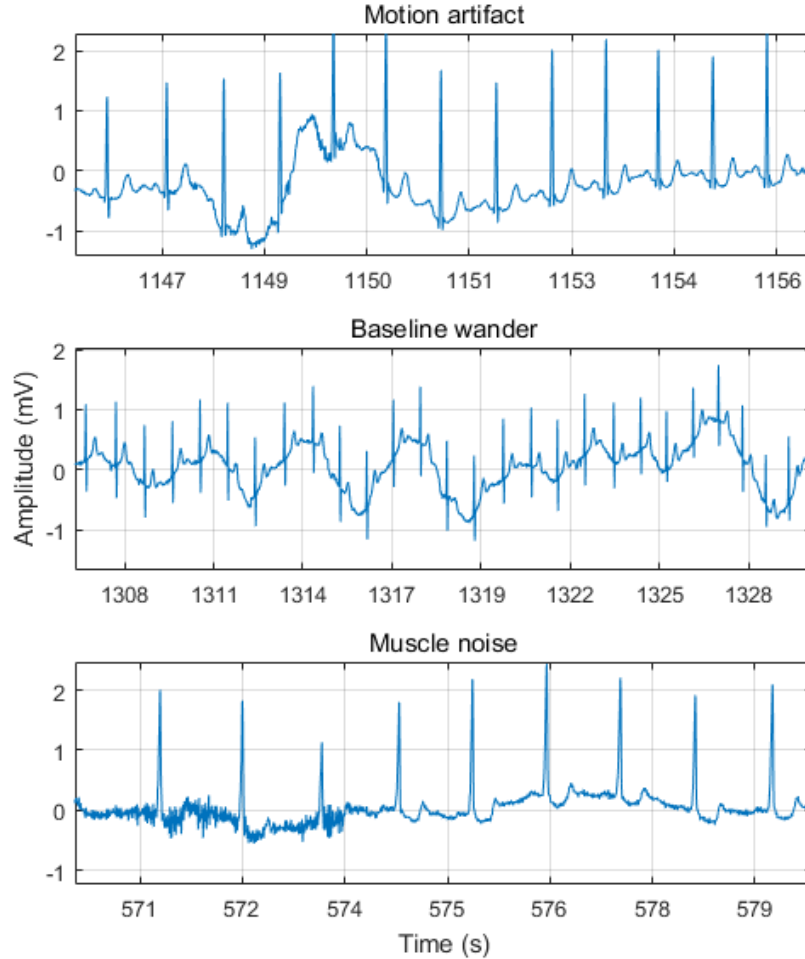 Motion artifact
2
1
0
-1
1147 1149 1150 1151 1153 1154 1156
Baseline wander
2
1
0
-1
Amplitude (mV)
1308 1311 1314 1317 1319 1322 1325 1328
Muscle noise
2
1
0
-1
571 572 574 575 576 578 579
Time (s)